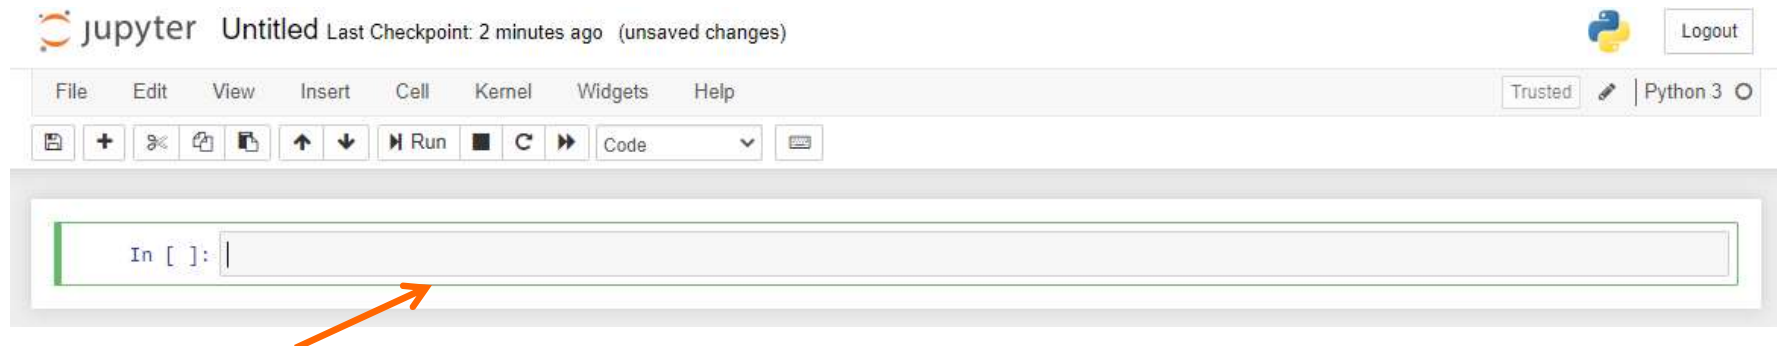 jupyter Untitled Last Checkpoint: 2 minutes ago (unsaved changes) Logout
File Edit View Insert Cell Kernel Widgets Help Trusted Python 3
Run Code
In [ ]: